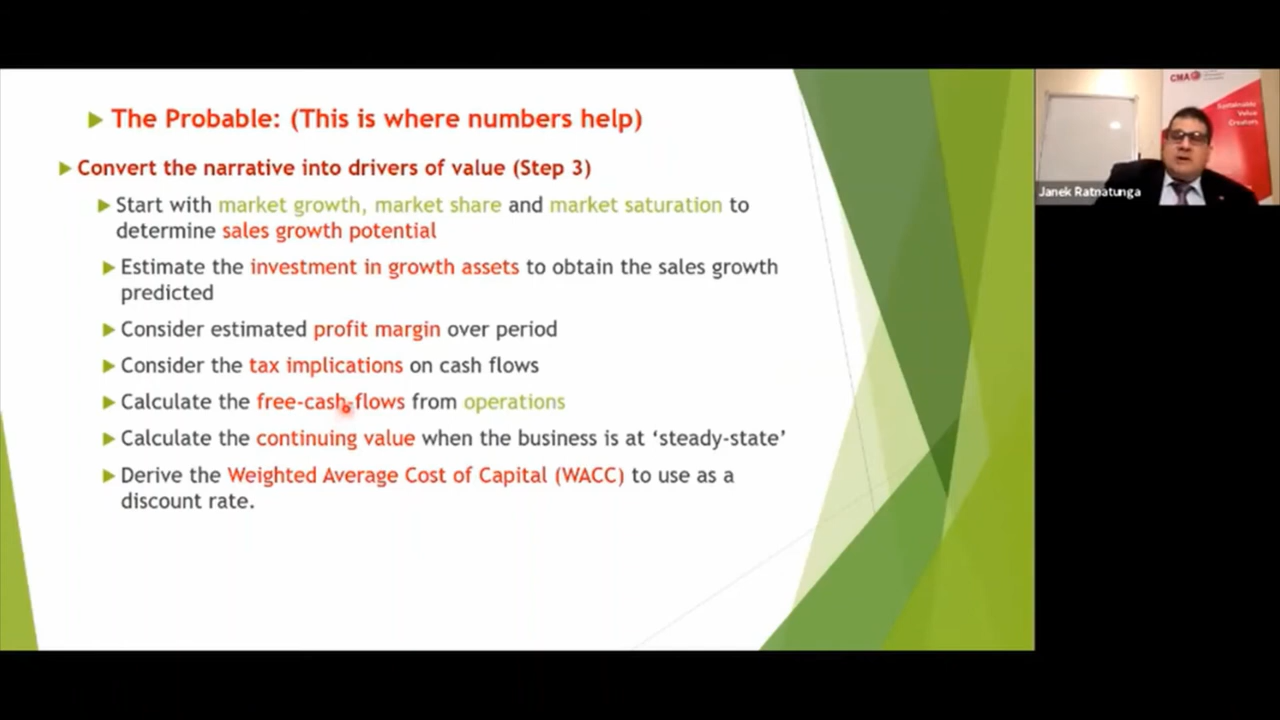 The Probable: (This is where numbers help)
Convert the narrative into drivers of value (Step 3)
Start with market growth, market share and market saturation to
determine sales growth potential
Estimate the investment in growth assets to obtain the sales growth
predicted
Consider estimated profit margin over period
Consider the tax implications on cash flows
Calculate the free-cash-flows from operations
Calculate the continuing value when the business is at ‘steady-state’
Derive the Weighted Average Cost of Capital (WACC) to use as a
discount rate.
CMA
Sustainable
Value
Creators
Janek Ratnatunga